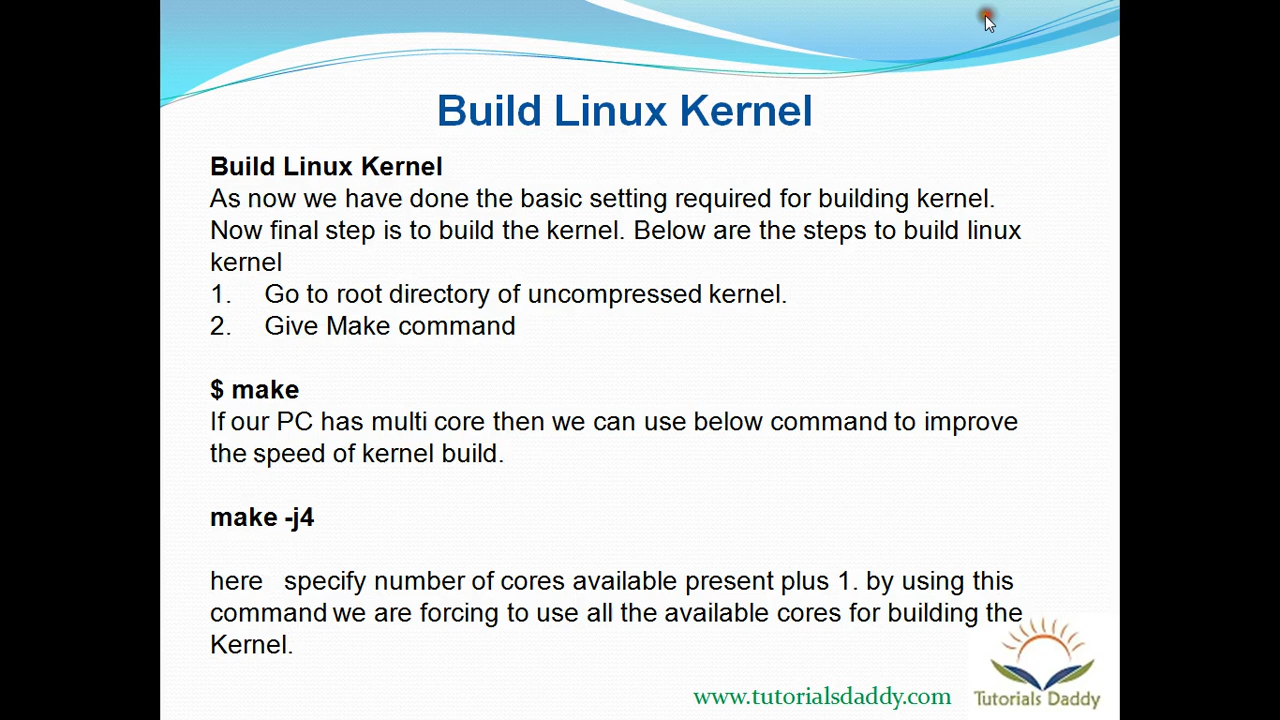 Build Linux Kernel
Build Linux Kernel
As now we have done the basic setting required for building kernel.
Now final step is to build the kernel. Below are the steps to build linux
kernel
1. Go to root directory of uncompressed kernel.
2. Give Make command
$ make
If our PC has multi core then we can use below command to improve
the speed of kernel build.
make -j4
here specify number of cores available present plus 1. by using this
command we are forcing to use all the available cores for building the
Kernel.
www.tutorialsdaddy.com
Tutorials Daddy